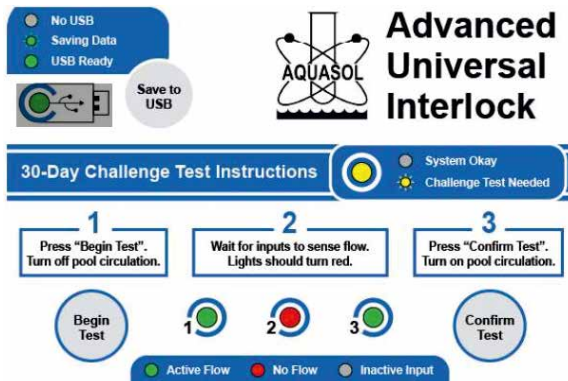 No USB
Saving Data
USB Ready
Save to
USB
AQUASOL
Advanced
Universal
Interlock
30-Day Challenge Test Instructions
System Okay
Challenge Test Needed
1
Press "Begin Test".
Turn off pool circulation.
2
Wait for inputs to sense flow.
Lights should turn red.
3
Press "Confirm Test".
Turn on pool circulation.
Begin
Test
1
2
3
Confirm
Test
Active Flow
No Flow
Inactive Input